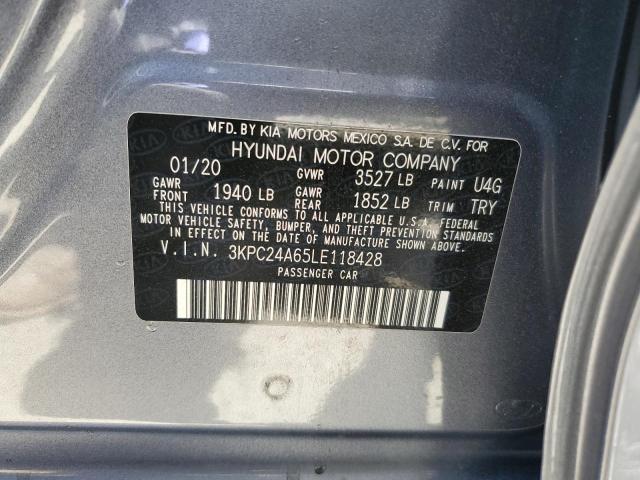 MFD. BY KIA MOTORS MEXICO S.A. DE C.V. FOR
HYUNDAI MOTOR COMPANY
01/20 GVWR 3527 LB PAINT U4G
GAWR FRONT 1940 LB GAWR REAR 1852 LB TRIM TRY
THIS VEHICLE CONFORMS TO ALL APPLICABLE U.S.A. FEDERAL
MOTOR VEHICLE SAFETY, BUMPER, AND THEFT PREVENTION STANDARDS
IN EFFECT ON THE DATE OF MANUFACTURE SHOWN ABOVE.
V.I.N. 3KPC24A65LE118428
PASSENGER CAR